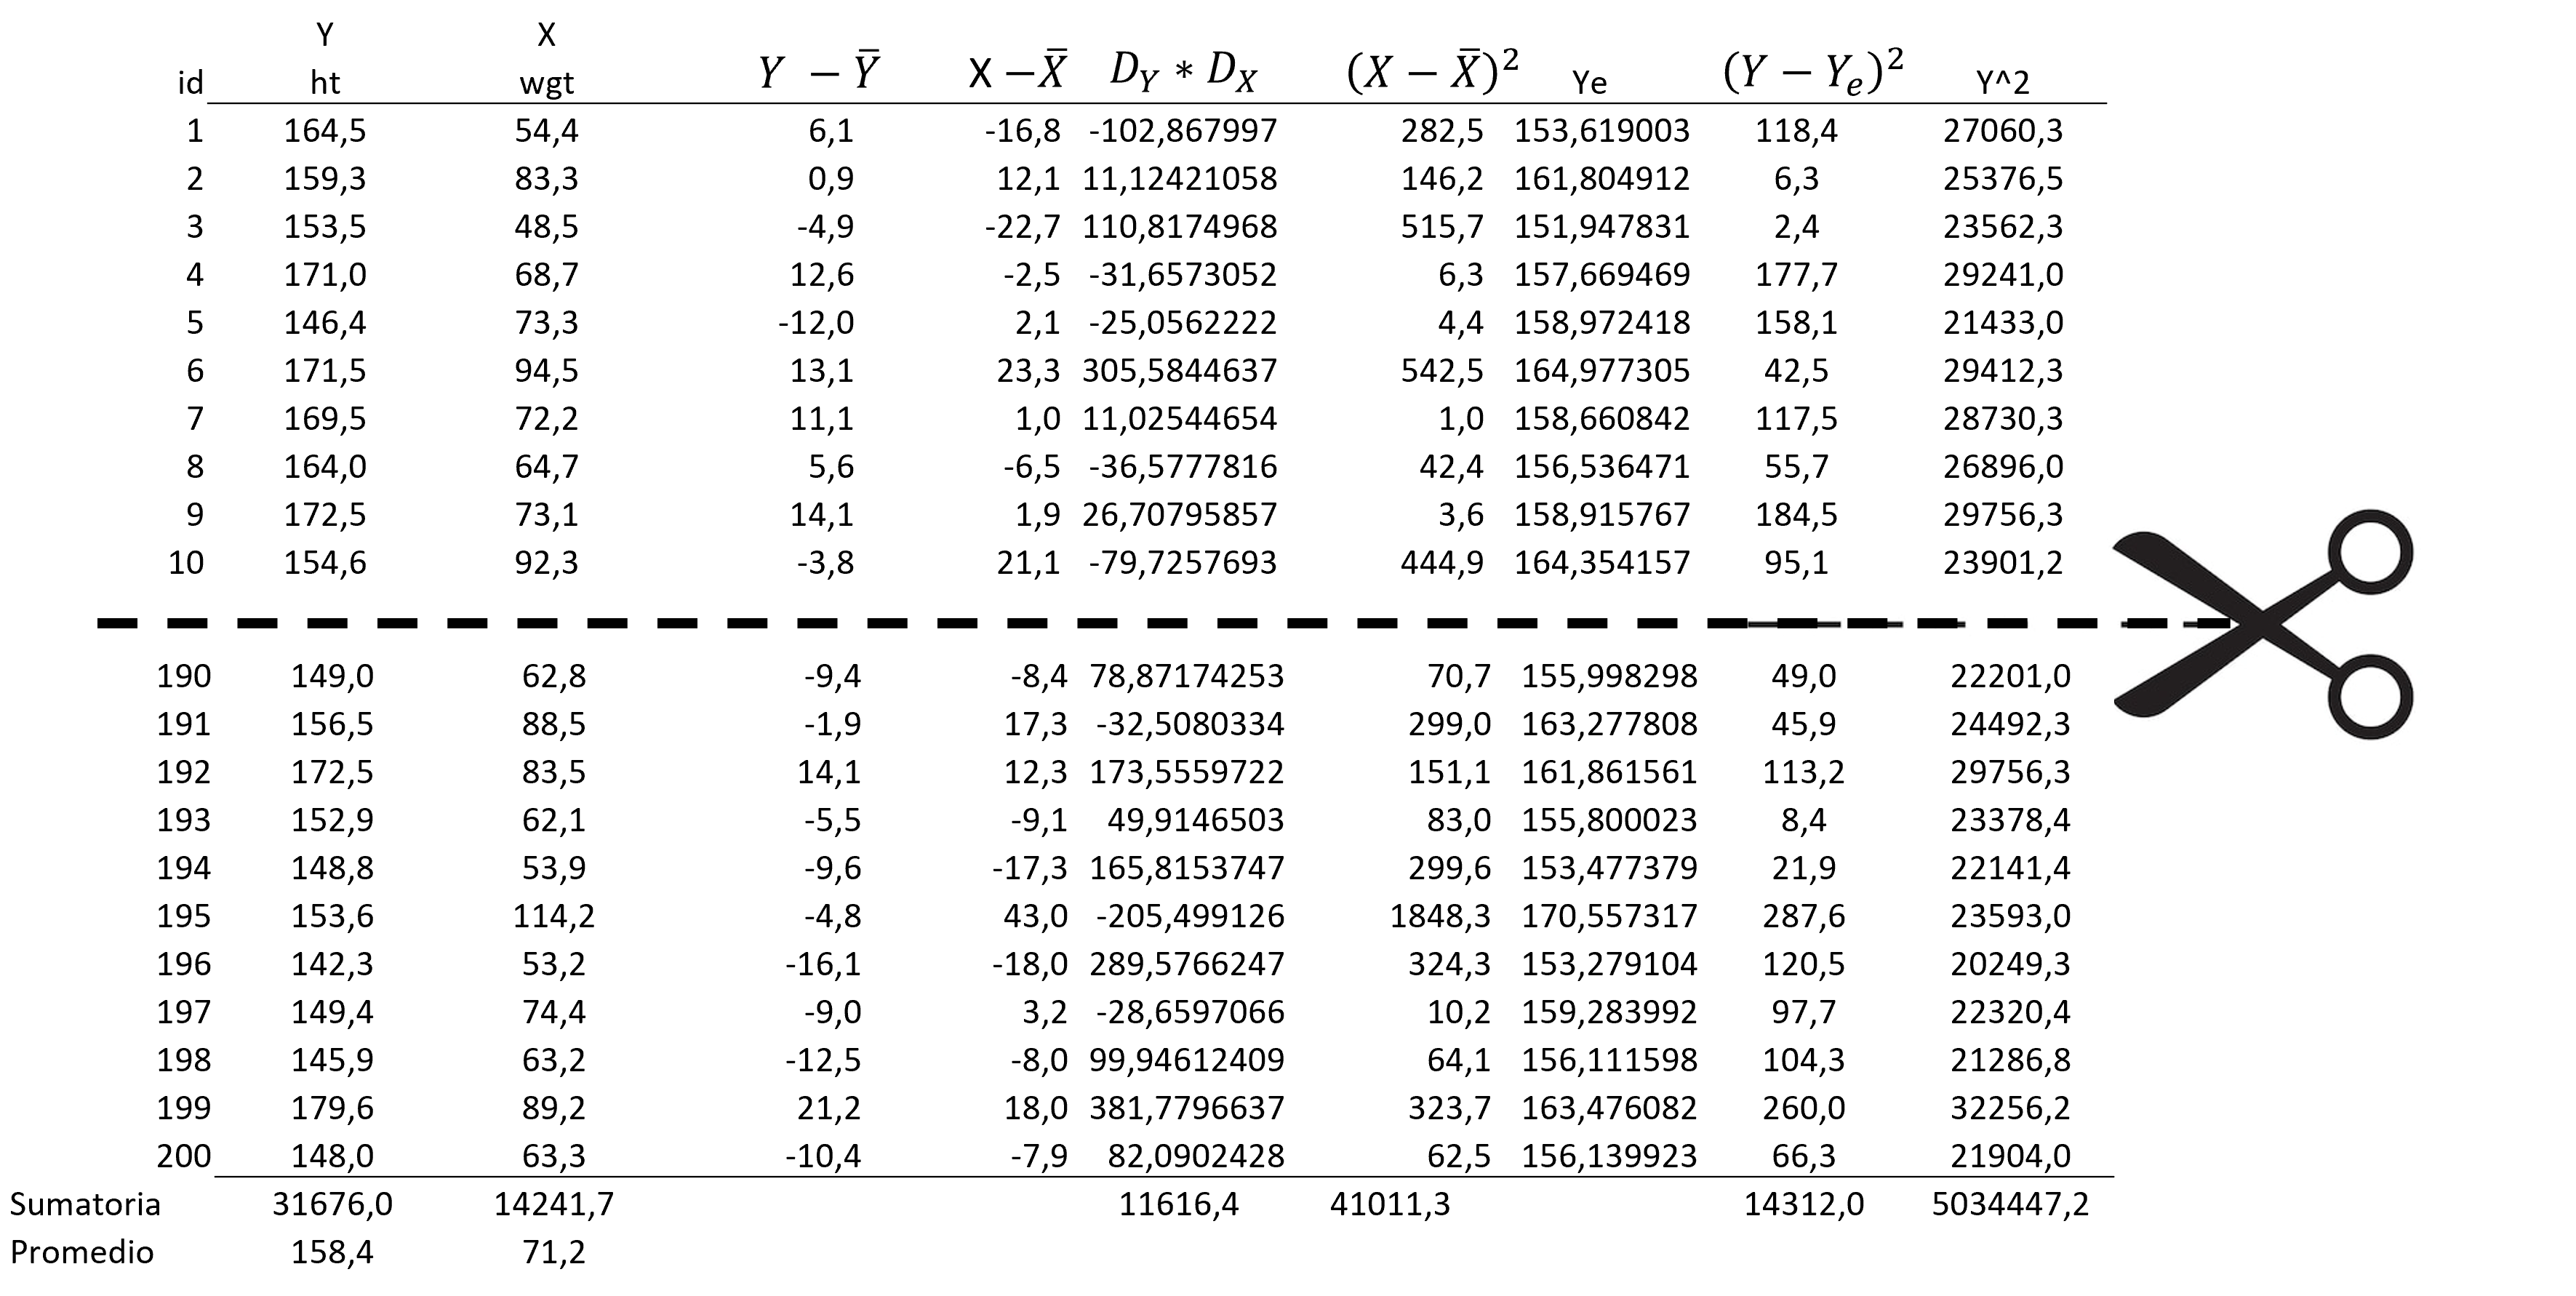 Y X
id ht wgt Y − Ȳ X −X̄ D_Y ∗ D_X (X − X̄)² Ye (Y − Y_e)² Y^2
1 164,5 54,4 6,1 -16,8 -102,867997 282,5 153,619003 118,4 27060,3
2 159,3 83,3 0,9 12,1 11,12421058 146,2 161,804912 6,3 25376,5
3 153,5 48,5 -4,9 -22,7 110,8174968 515,7 151,947831 2,4 23562,3
4 171,0 68,7 12,6 -2,5 -31,6573052 6,3 157,669469 177,7 29241,0
5 146,4 73,3 -12,0 2,1 -25,0562222 4,4 158,972418 158,1 21433,0
6 171,5 94,5 13,1 23,3 305,5844637 542,5 164,977305 42,5 29412,3
7 169,5 72,2 11,1 1,0 11,02544654 1,0 158,660842 117,5 28730,3
8 164,0 64,7 5,6 -6,5 -36,5777816 42,4 156,536471 55,7 26896,0
9 172,5 73,1 14,1 1,9 26,70795857 3,6 158,915767 184,5 29756,3
10 154,6 92,3 -3,8 21,1 -79,7257693 444,9 164,354157 95,1 23901,2
190 149,0 62,8 -9,4 -8,4 78,87174253 70,7 155,998298 49,0 22201,0
191 156,5 88,5 -1,9 17,3 -32,5080334 299,0 163,277808 45,9 24492,3
192 172,5 83,5 14,1 12,3 173,5559722 151,1 161,861561 113,2 29756,3
193 152,9 62,1 -5,5 -9,1 49,9146503 83,0 155,800023 8,4 23378,4
194 148,8 53,9 -9,6 -17,3 165,8153747 299,6 153,477379 21,9 22141,4
195 153,6 114,2 -4,8 43,0 -205,499126 1848,3 170,557317 287,6 23593,0
196 142,3 53,2 -16,1 -18,0 289,5766247 324,3 153,279104 120,5 20249,3
197 149,4 74,4 -9,0 3,2 -28,6597066 10,2 159,283992 97,7 22320,4
198 145,9 63,2 -12,5 -8,0 99,94612409 64,1 156,111598 104,3 21286,8
199 179,6 89,2 21,2 18,0 381,7796637 323,7 163,476082 260,0 32256,2
200 148,0 63,3 -10,4 -7,9 82,0902428 62,5 156,139923 66,3 21904,0
Sumatoria 31676,0 14241,7 11616,4 41011,3 14312,0 5034447,2
Promedio 158,4 71,2